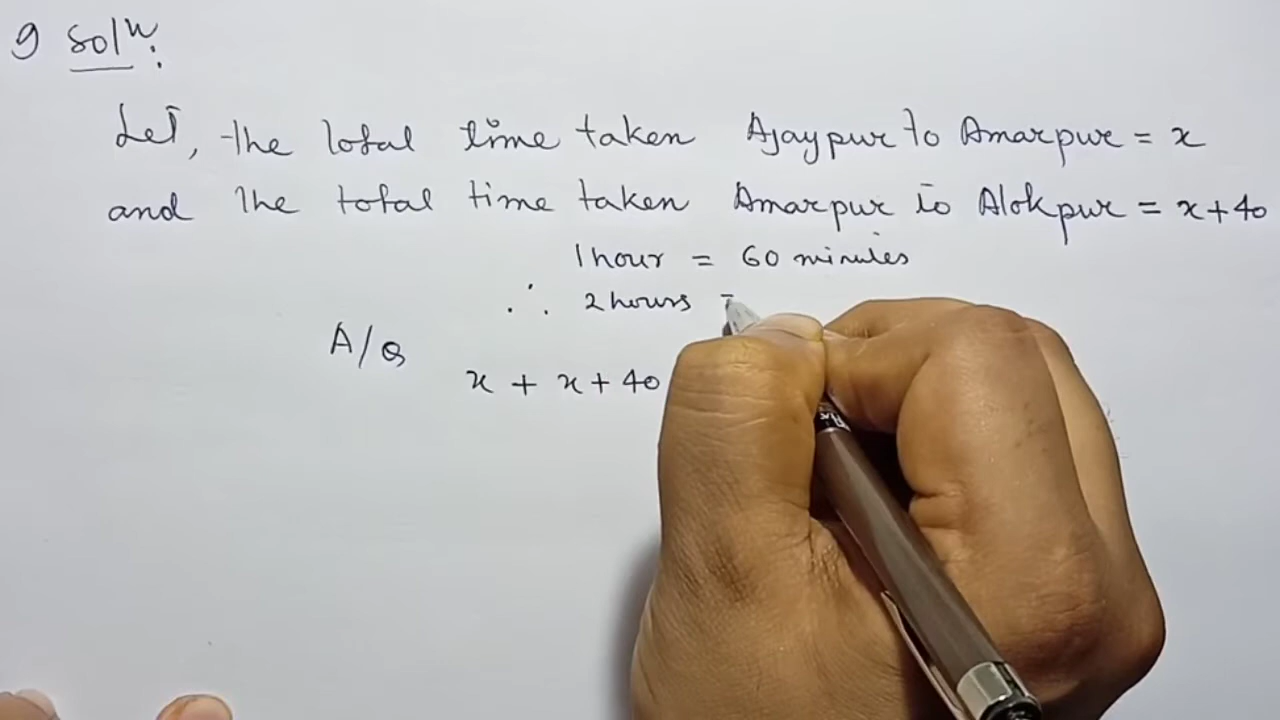 9 Solⁿ:
Let, the total time taken Ajaypur to Amarpur = x
and the total time taken Amarpur to Alokpur = x+40
1 hour = 60 minutes
∴ 2 hours =
A/Q
x + x + 40